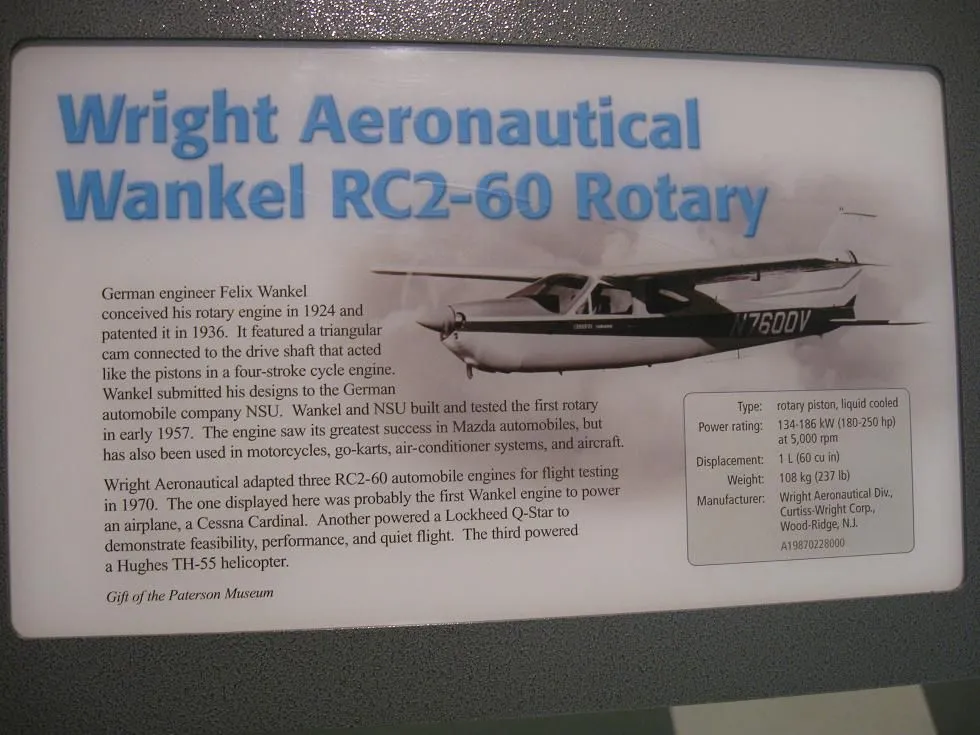 Wright Aeronautical
Wankel RC2-60 Rotary
German engineer Felix Wankel
conceived his rotary engine in 1924 and
patented it in 1936. It featured a triangular
cam connected to the drive shaft that acted
like the pistons in a four-stroke cycle engine.
Wankel submitted his designs to the German
automobile company NSU. Wankel and NSU built and tested the first rotary
in early 1957. The engine saw its greatest success in Mazda automobiles, but
has also been used in motorcycles, go-karts, air-conditioner systems, and aircraft.
Wright Aeronautical adapted three RC2-60 automobile engines for flight testing
in 1970. The one displayed here was probably the first Wankel engine to power
an airplane, a Cessna Cardinal. Another powered a Lockheed Q-Star to
demonstrate feasibility, performance, and quiet flight. The third powered
a Hughes TH-55 helicopter.
Gift of the Paterson Museum
N7600V
Type: rotary piston, liquid cooled
Power rating: 134-186 kW (180-250 hp)
at 5,000 rpm
Displacement: 1 L (60 cu in)
Weight: 108 kg (237 lb)
Manufacturer: Wright Aeronautical Div.,
Curtiss-Wright Corp.,
Wood-Ridge, N.J.
A19870228000